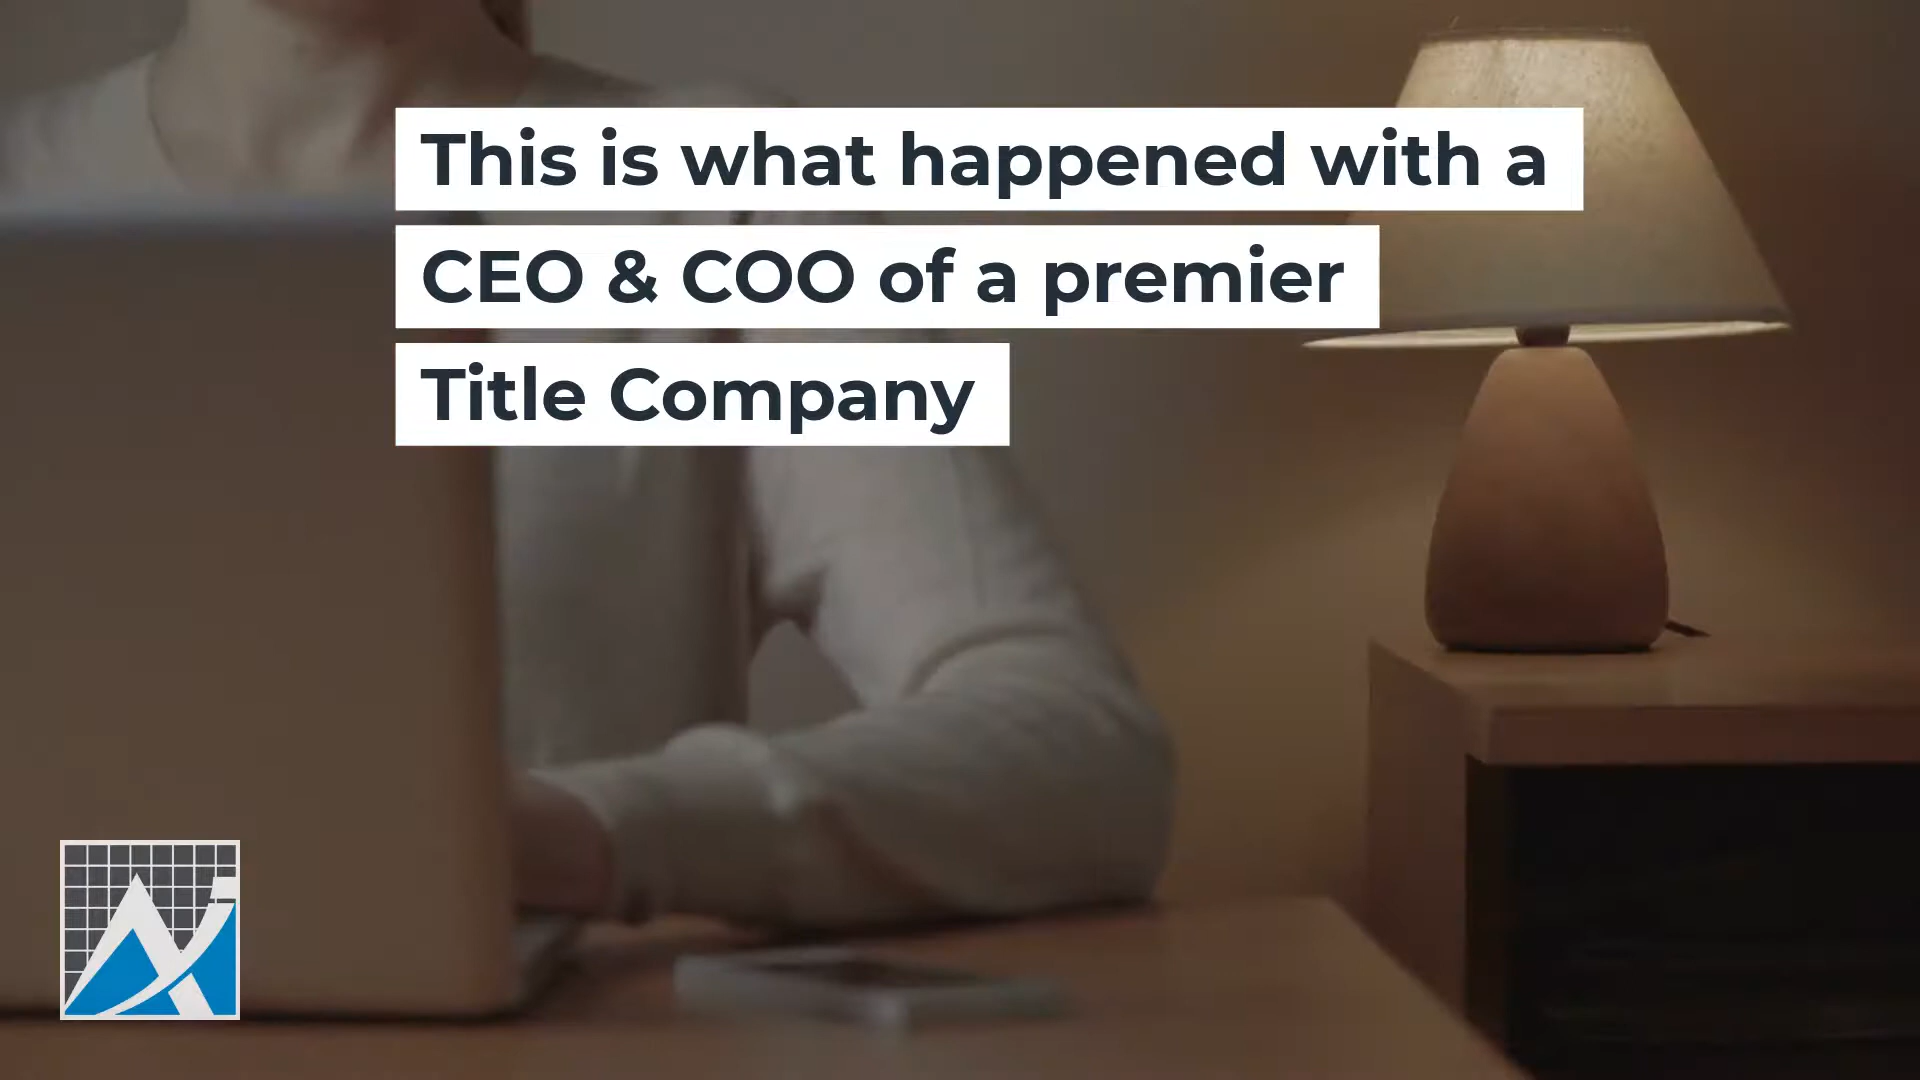 This is what happened with a
CEO & COO of a premier
Title Company